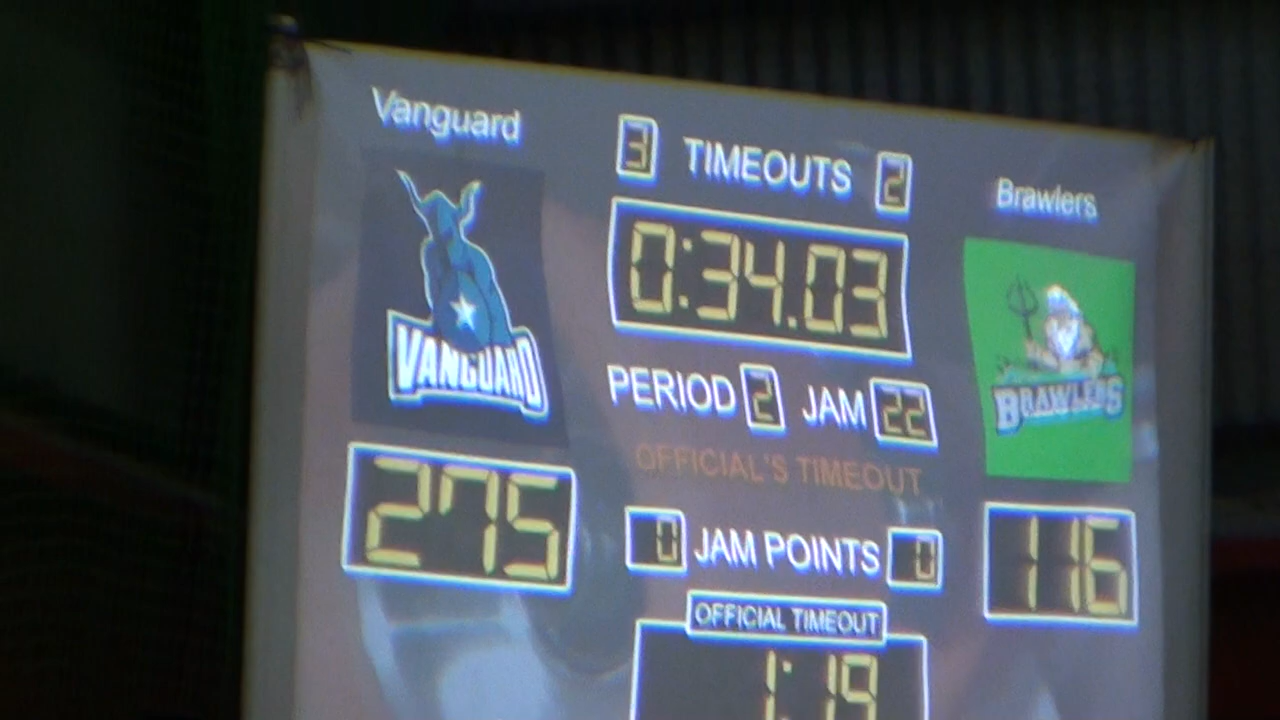 Vanguard
3 TIMEOUTS 2
Brawlers
0:34.03
VANGUARD
BRAWLERS
PERIOD 2 JAM 22
OFFICIAL'S TIMEOUT
275
116
0 JAM POINTS 0
OFFICIAL TIMEOUT
1:19